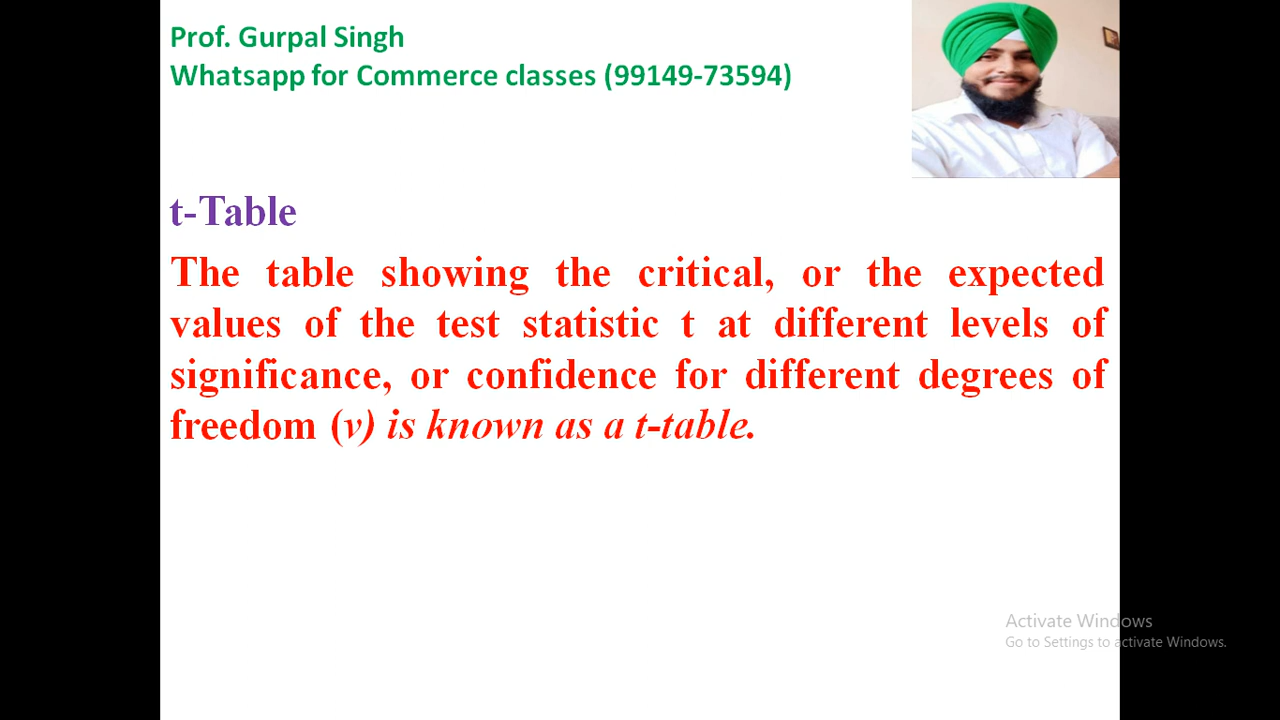 Prof. Gurpal Singh
Whatsapp for Commerce classes (99149-73594)
t-Table
The table showing the critical, or the expected
values of the test statistic t at different levels of
significance, or confidence for different degrees of
freedom (v) is known as a t-table.
Activate Windows
Go to Settings to activate Windows.